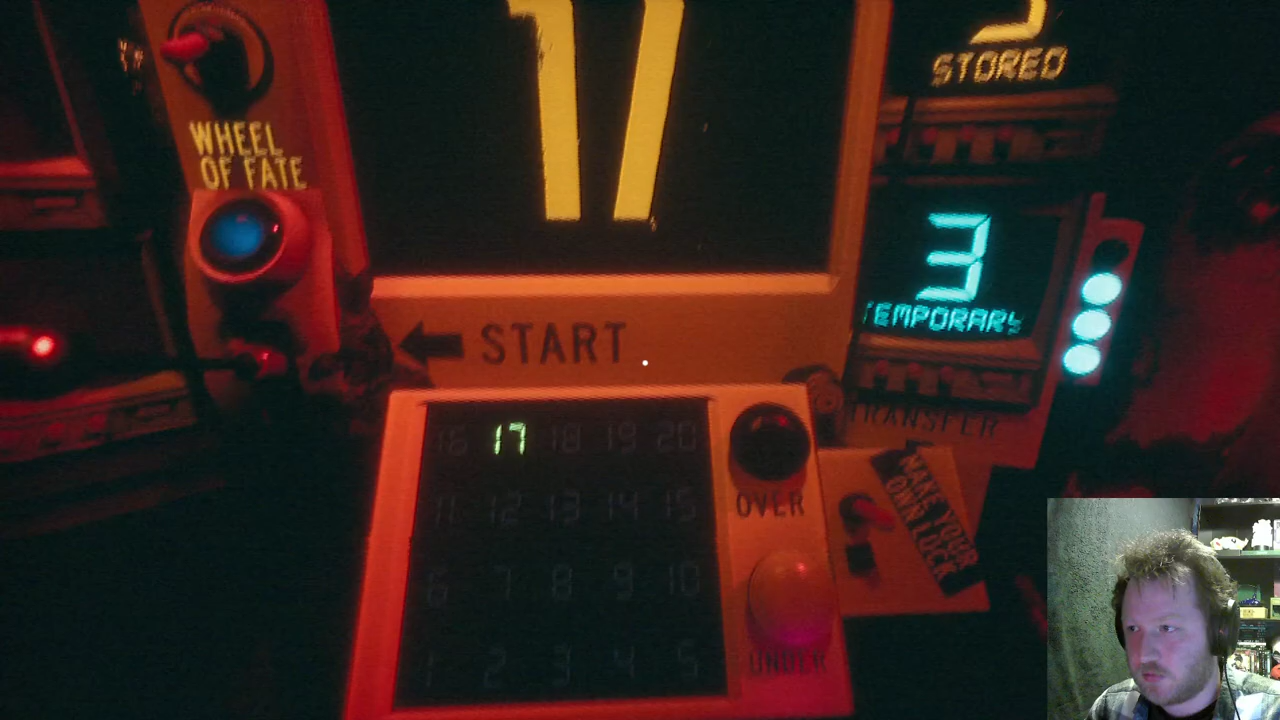 17
STORED
WHEEL
OF FATE
3
TEMPORARY
START
TRANSFER
MAKE YOUR
OWN LOCK
16 17 18 19 20
11 12 13 14 15
6 7 8 9 10
1 2 3 4 5
OVER
UNDER